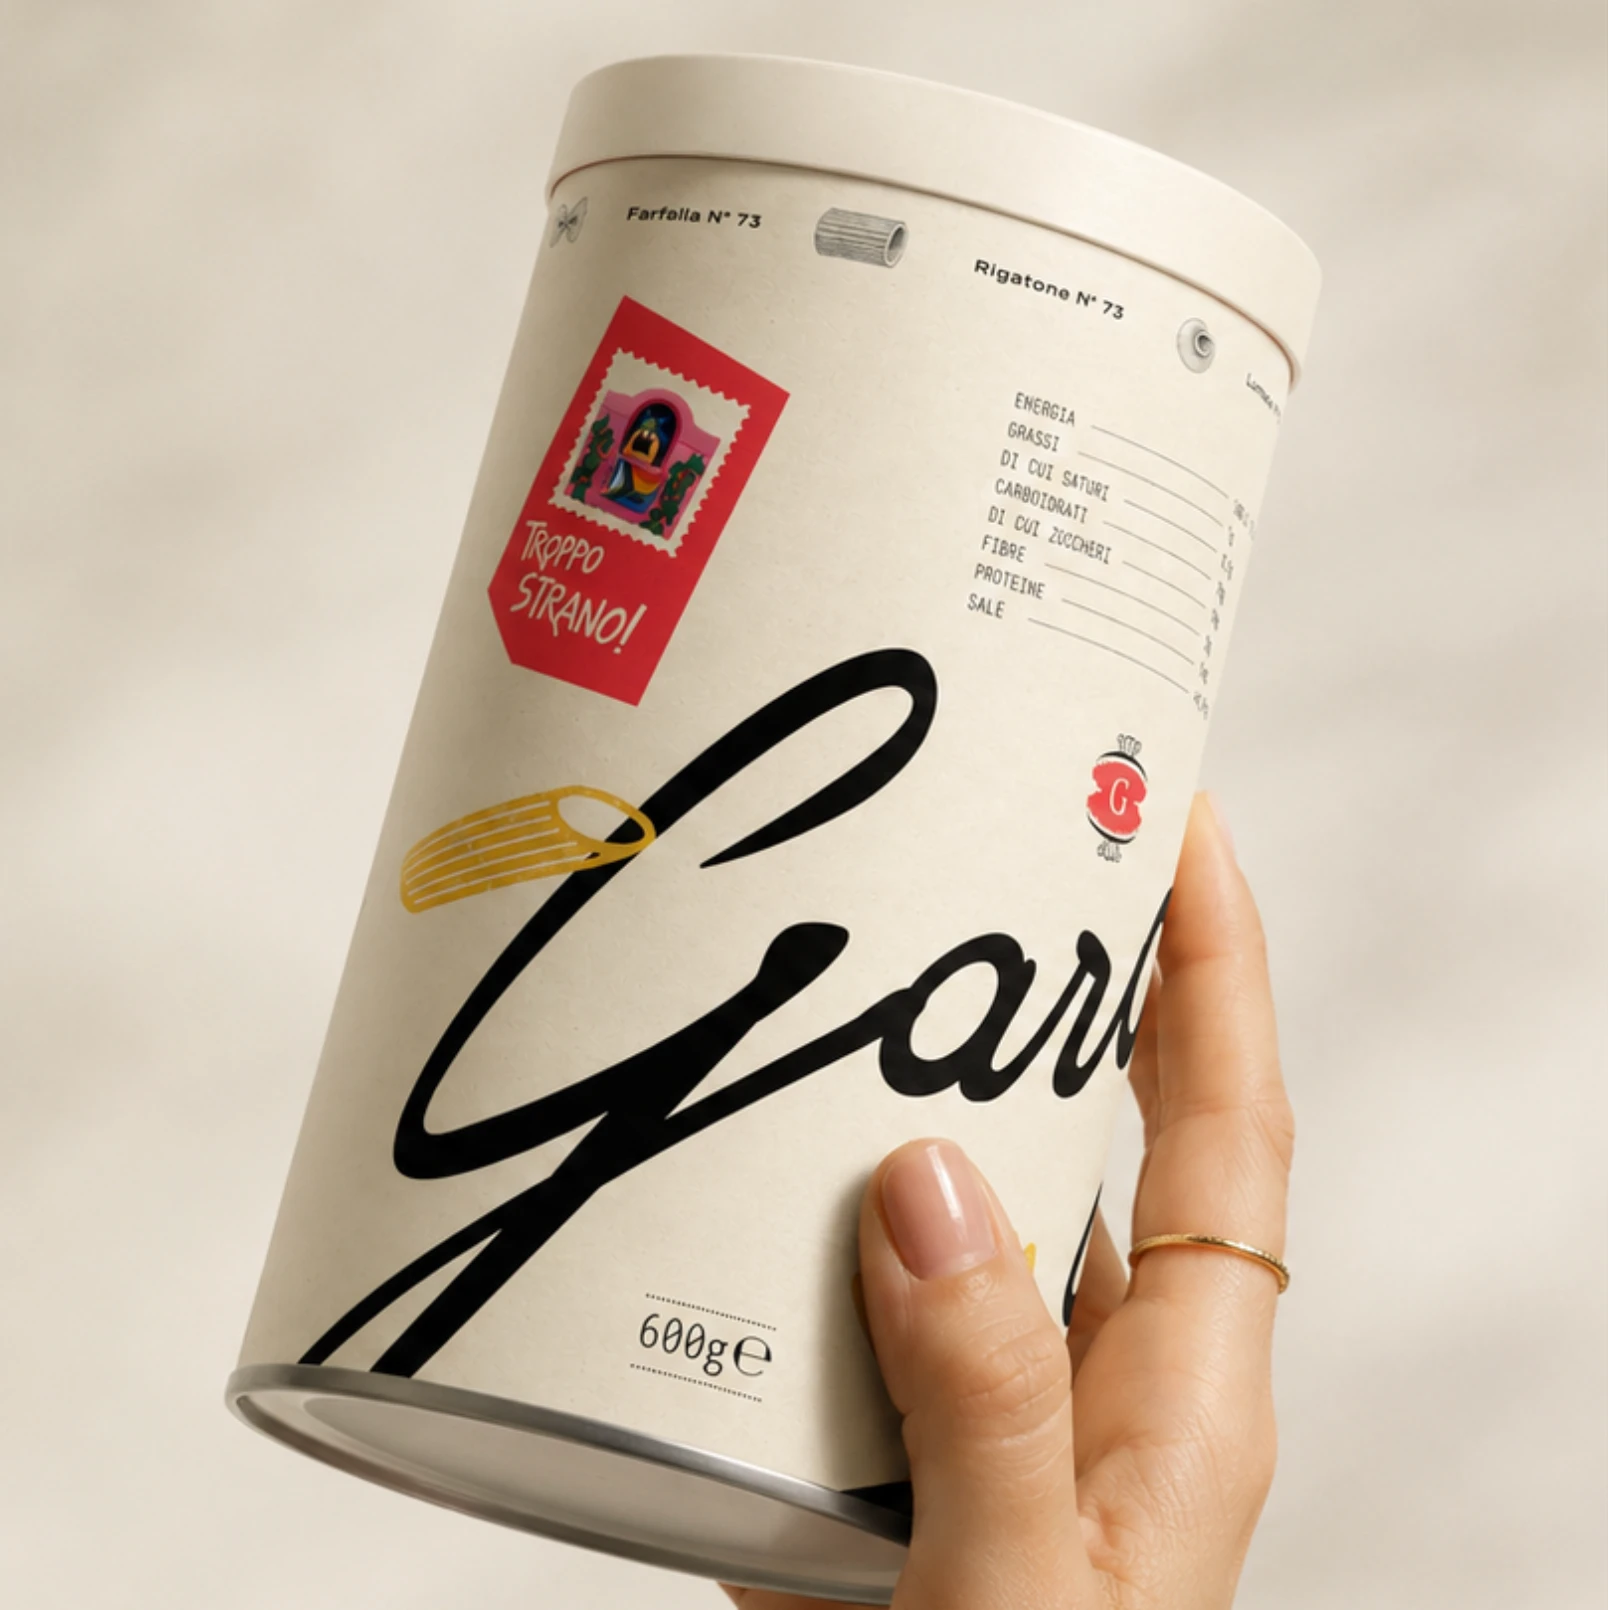 Farfalla N° 73
Rigatone N° 73
TROPPO
STRANO!
ENERGIA
GRASSI
DI CUI SATURI
CARBOIDRATI
DI CUI ZUCCHERI
FIBRE
PROTEINE
SALE
G
Gar
600g℮